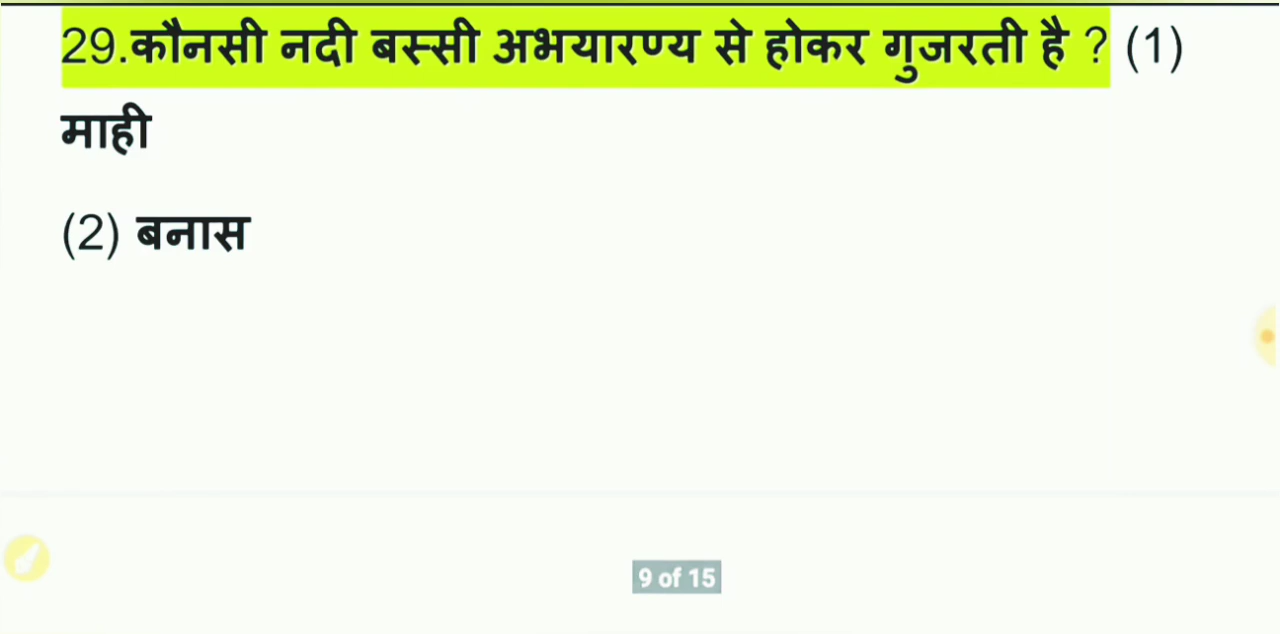 29.कौनसी नदी बस्सी अभयारण्य से होकर गुजरती है ? (1)
माही
(2) बनास
9 of 15